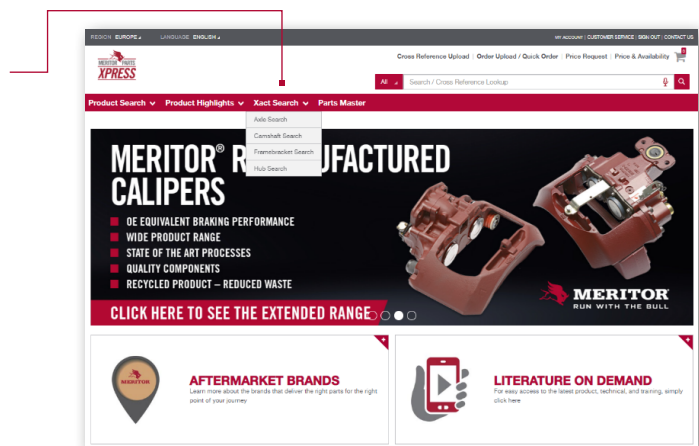 REGION EUROPE
LANGUAGE ENGLISH
MY ACCOUNT | CUSTOMER SERVICE | SIGN OUT | CONTACT US
MERITOR PARTS
XPRESS
Cross Reference Upload | Order Upload / Quick Order | Price Request | Price & Availability
All
Search / Cross Reference Lookup
Product Search
Product Highlights
Xact Search
Parts Master
Axle Search
Camshaft Search
Framebracket Search
Hub Search
MERITOR® R UFACTURED
CALIPERS
OE EQUIVALENT BRAKING PERFORMANCE
WIDE PRODUCT RANGE
STATE OF THE ART PROCESSES
QUALITY COMPONENTS
RECYCLED PRODUCT – REDUCED WASTE
CLICK HERE TO SEE THE EXTENDED RANGE
MERITOR
RUN WITH THE BULL
MERITOR
AFTERMARKET BRANDS
Learn more about the brands that deliver the right parts for the right
point of your journey
LITERATURE ON DEMAND
For easy access to the latest product, technical, and training, simply
click here